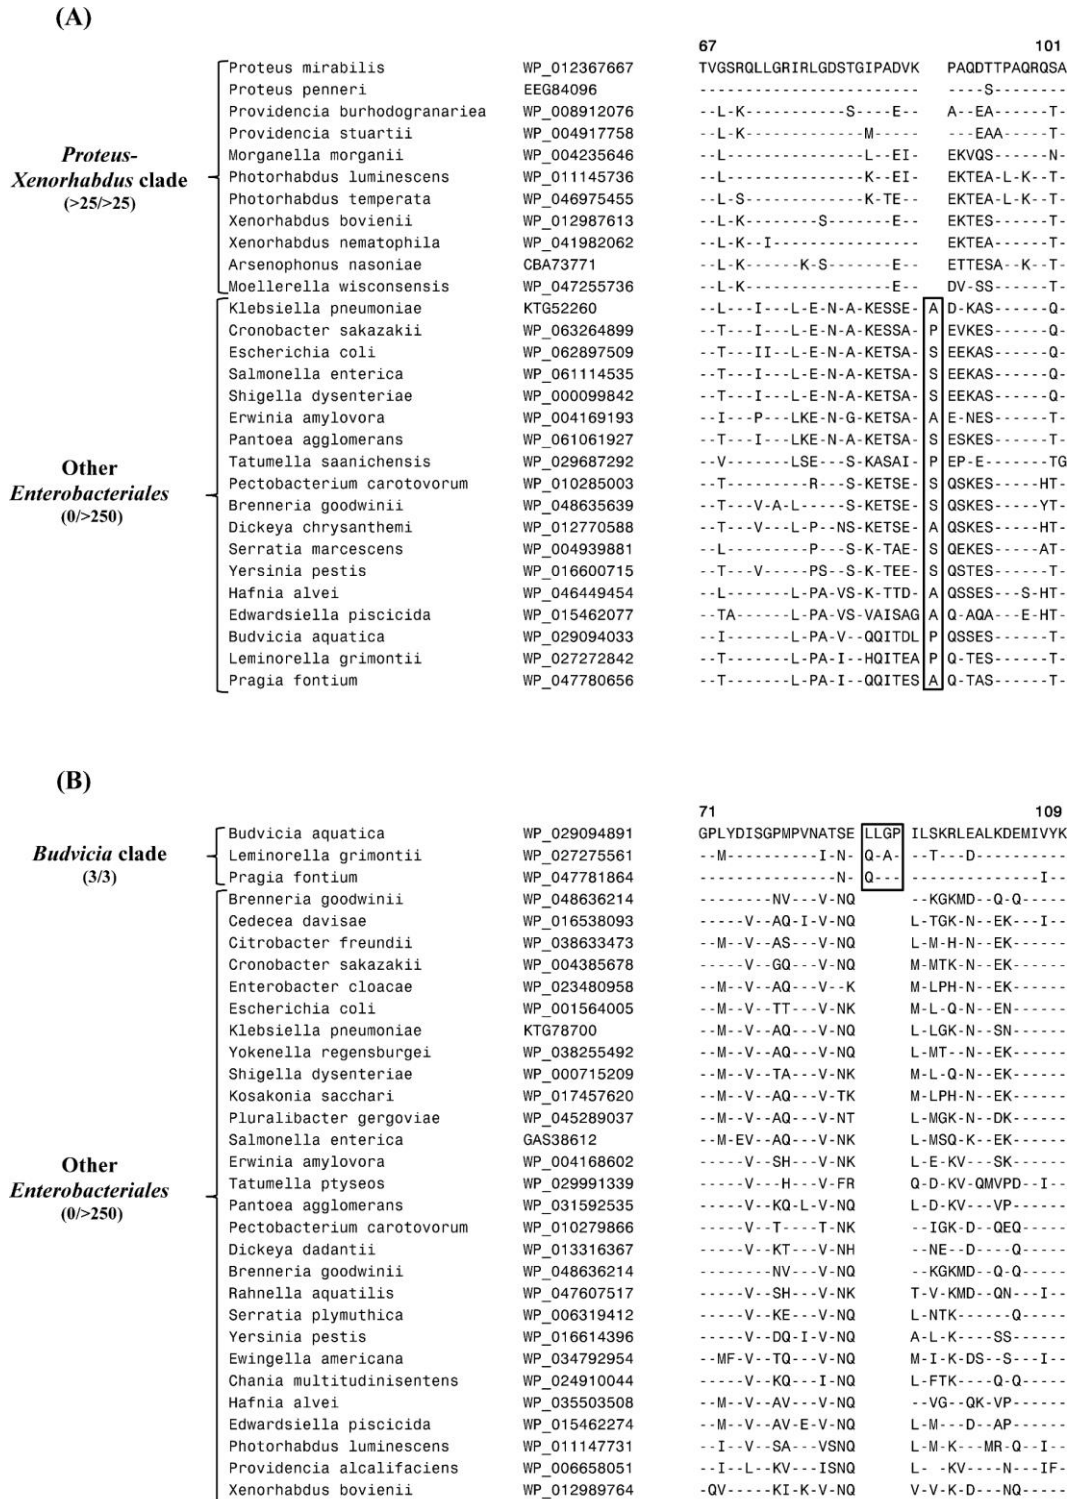 (A)
67 101
Proteus mirabilis WP_012367667 TVGSRQLLGRIRLGDSTGIPADVK PAQDTTPAQRQSA
Proteus penneri EEG84096 ------------------------ ----S--------
Providencia burhodogranariea WP_008912076 --L-K-----------S----E-- A--EA------T-
Providencia stuartii WP_004917758 --L-K-------------M----- ---EAA-----T-
Proteus-
Xenorhabdus clade
(>25/>25)
Morganella morganii WP_004235646 --L---------------L--EI- EKVQS------N-
Photorhabdus luminescens WP_011145736 --L---------------K--EI- EKTEA-L-K--T-
Photorhabdus temperata WP_046975455 --L-S-------------K-TE-- EKTEA-L-K--T-
Xenorhabdus bovienii WP_012987613 --L-K--------S-------E-- EKTES------T-
Xenorhabdus nematophila WP_041982062 --L-K--I---------------- EKTEA------T-
Arsenophonus nasoniae CBA73771 --L-K------K-S-------E-- ETTESA--K--T-
Moellerella wisconsensis WP_047255736 --L-K----------------E-- DV-SS------T-
Klebsiella pneumoniae KTG52260 --L---I---L-E-N-A-KESSE- A D-KAS------Q-
Cronobacter sakazakii WP_063264899 --T---I---L-E-N-A-KESSA- P EVKES------Q-
Escherichia coli WP_062897509 --T---II--L-E-N-A-KETSA- S EEKAS------Q-
Salmonella enterica WP_061114535 --T---I---L-E-N-A-KETSA- S EEKAS------Q-
Shigella dysenteriae WP_000099842 --T---I---L-E-N-A-KETSA- S EEKAS------Q-
Erwinia amylovora WP_004169193 --I---P---LKE-N-G-KETSA- A E-NES------T-
Pantoea agglomerans WP_061061927 --T---I---LKE-N-A-KETSA- S ESKES------T-
Other
Enterobacteriales
(0/>250)
Tatumella saanichensis WP_029687292 --V-------LSE---S-KASAI- P EP-E-------TG
Pectobacterium carotovorum WP_010285003 --T---------R---S-KETSE- S QSKES-----HT-
Brenneria goodwinii WP_048635639 --T---V-A-L-----S-KETSE- S QSKES-----YT-
Dickeya chrysanthemi WP_012770588 --T---V---L-P--NS-KETSE- A QSKES-----HT-
Serratia marcescens WP_004939881 --L---------P---S-K-TAE- S QEKES-----AT-
Yersinia pestis WP_016600715 --T---V-----PS--S-K-TEE- S QSTES------T-
Hafnia alvei WP_046449454 --L-------L-PA-VS-K-TTD- A QSSES---S-HT-
Edwardsiella piscicida WP_015462077 --TA------L-PA-VS-VAISAG A Q-AQA---E-HT-
Budvicia aquatica WP_029094033 --I-------L-PA-V--QQITDL P QSSES------T-
Leminorella grimontii WP_027272842 --T-------L-PA-I--HQITEA P Q-TES------T-
Pragia fontium WP_047780656 --T-------L-PA-I--QQITES A Q-TAS------T-
(B)
71 109
Budvicia clade
(3/3)
Budvicia aquatica WP_029094891 GPLYDISGPMPVNATSE LLGP ILSKRLEALKDEMIVYK
Leminorella grimontii WP_027275561 --M----------I-N- Q-A- --T---D----------
Pragia fontium WP_047781864 ---------------N- Q--- --------------I--
Brenneria goodwinii WP_048636214 --------NV---V-NQ --KGKMD--Q-Q------
Cedecea davisae WP_016538093 -----V--AQ-I-V-NQ L-TGK-N--EK---I--
Citrobacter freundii WP_038633473 --M--V--AS---V-NQ L-M-H-N--EK------
Cronobacter sakazakii WP_004385678 -----V--GQ---V-NQ M-MTK-N--EK------
Enterobacter cloacae WP_023480958 --M--V--AQ---V--K M-LPH-N--EK------
Escherichia coli WP_001564005 --M--V--TT---V-NK M-L-Q-N--EN------
Klebsiella pneumoniae KTG78700 --M--V--AQ---V-NQ L-LGK-N--SN------
Yokenella regensburgei WP_038255492 --M--V--AQ---V-NQ L-MT--N--EK------
Shigella dysenteriae WP_000715209 --M--V--TA---V-NK M-L-Q-N--EK------
Kosakonia sacchari WP_017457620 --M--V--AQ---V-TK M-LPH-N--EK------
Pluralibacter gergoviae WP_045289037 --M--V--AQ---V-NT L-MGK-N--DK------
Salmonella enterica GAS38612 --M-EV--AQ---V-NK L-MSQ-K--EK------
Other
Enterobacteriales
(0/>250)
Erwinia amylovora WP_004168602 -----V--SH---V-NK L-E-KV---SK------
Tatumella ptyseos WP_029991339 -----V---H---V-FR Q-D-KV-QMVPD--I--
Pantoea agglomerans WP_031592535 -----V--KQ-L-V-NQ L-D-KV---VP------
Pectobacterium carotovorum WP_010279866 -----V--T----T-NK --IGK-D--QEQ-----
Dickeya dadantii WP_013316367 -----V--KT---V-NH --NE--D----Q-----
Brenneria goodwinii WP_048636214 --------NV---V-NQ --KGKMD--Q-Q------
Rahnella aquatilis WP_047607517 -----V--SH---V-NK T-V-KMD--QN---I--
Serratia plymuthica WP_006319412 -----V--KE---V-NQ L-NTK------Q-----
Yersinia pestis WP_016614396 -----V--DQ-I-V-NQ A-L-K----SS------
Ewingella americana WP_034792954 --MF-V--TQ---V-NQ M-I-K-DS--S---I--
Chania multitudinisentens WP_024910044 -----V--KQ---I-NQ L-FTK----Q-Q-----
Hafnia alvei WP_035503508 --M--V--AV---V-NQ --VG--QK-VP------
Edwardsiella piscicida WP_015462274 --M--V--AV-E-V-NQ L-M---D--AP------
Photorhabdus luminescens WP_011147731 --I--V--SA---VSNQ L-M-K---MR-Q--I--
Providencia alcalifaciens WP_006658051 --I--L--KV---ISNQ L- -KV----N---IF-
Xenorhabdus bovienii WP_012989764 -QV-----KI-K-V-NQ V-V-K-D---NQ-----